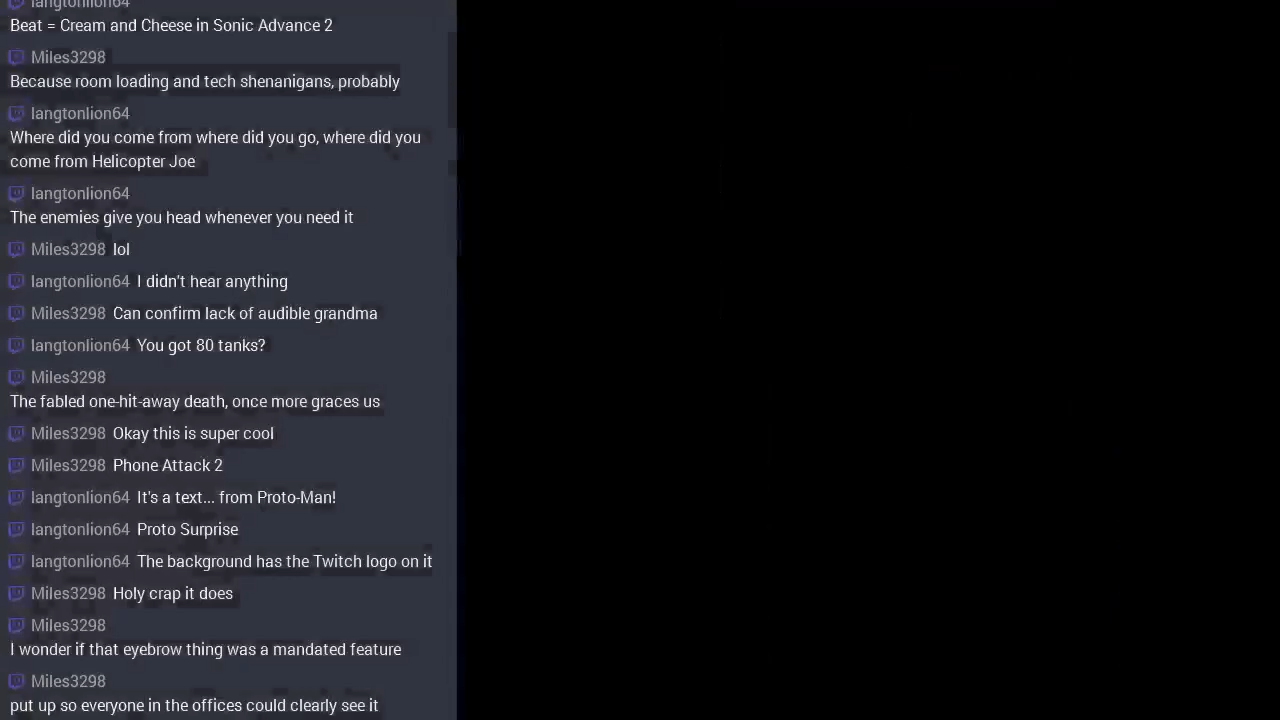 langtonlion64
Beat = Cream and Cheese in Sonic Advance 2
Miles3298
Because room loading and tech shenanigans, probably
langtonlion64
Where did you come from where did you go, where did you
come from Helicopter Joe
langtonlion64
The enemies give you head whenever you need it
Miles3298 lol
langtonlion64 I didn't hear anything
Miles3298 Can confirm lack of audible grandma
langtonlion64 You got 80 tanks?
Miles3298
The fabled one-hit-away death, once more graces us
Miles3298 Okay this is super cool
Miles3298 Phone Attack 2
langtonlion64 It's a text... from Proto-Man!
langtonlion64 Proto Surprise
langtonlion64 The background has the Twitch logo on it
Miles3298 Holy crap it does
Miles3298
I wonder if that eyebrow thing was a mandated feature
Miles3298
put up so everyone in the offices could clearly see it